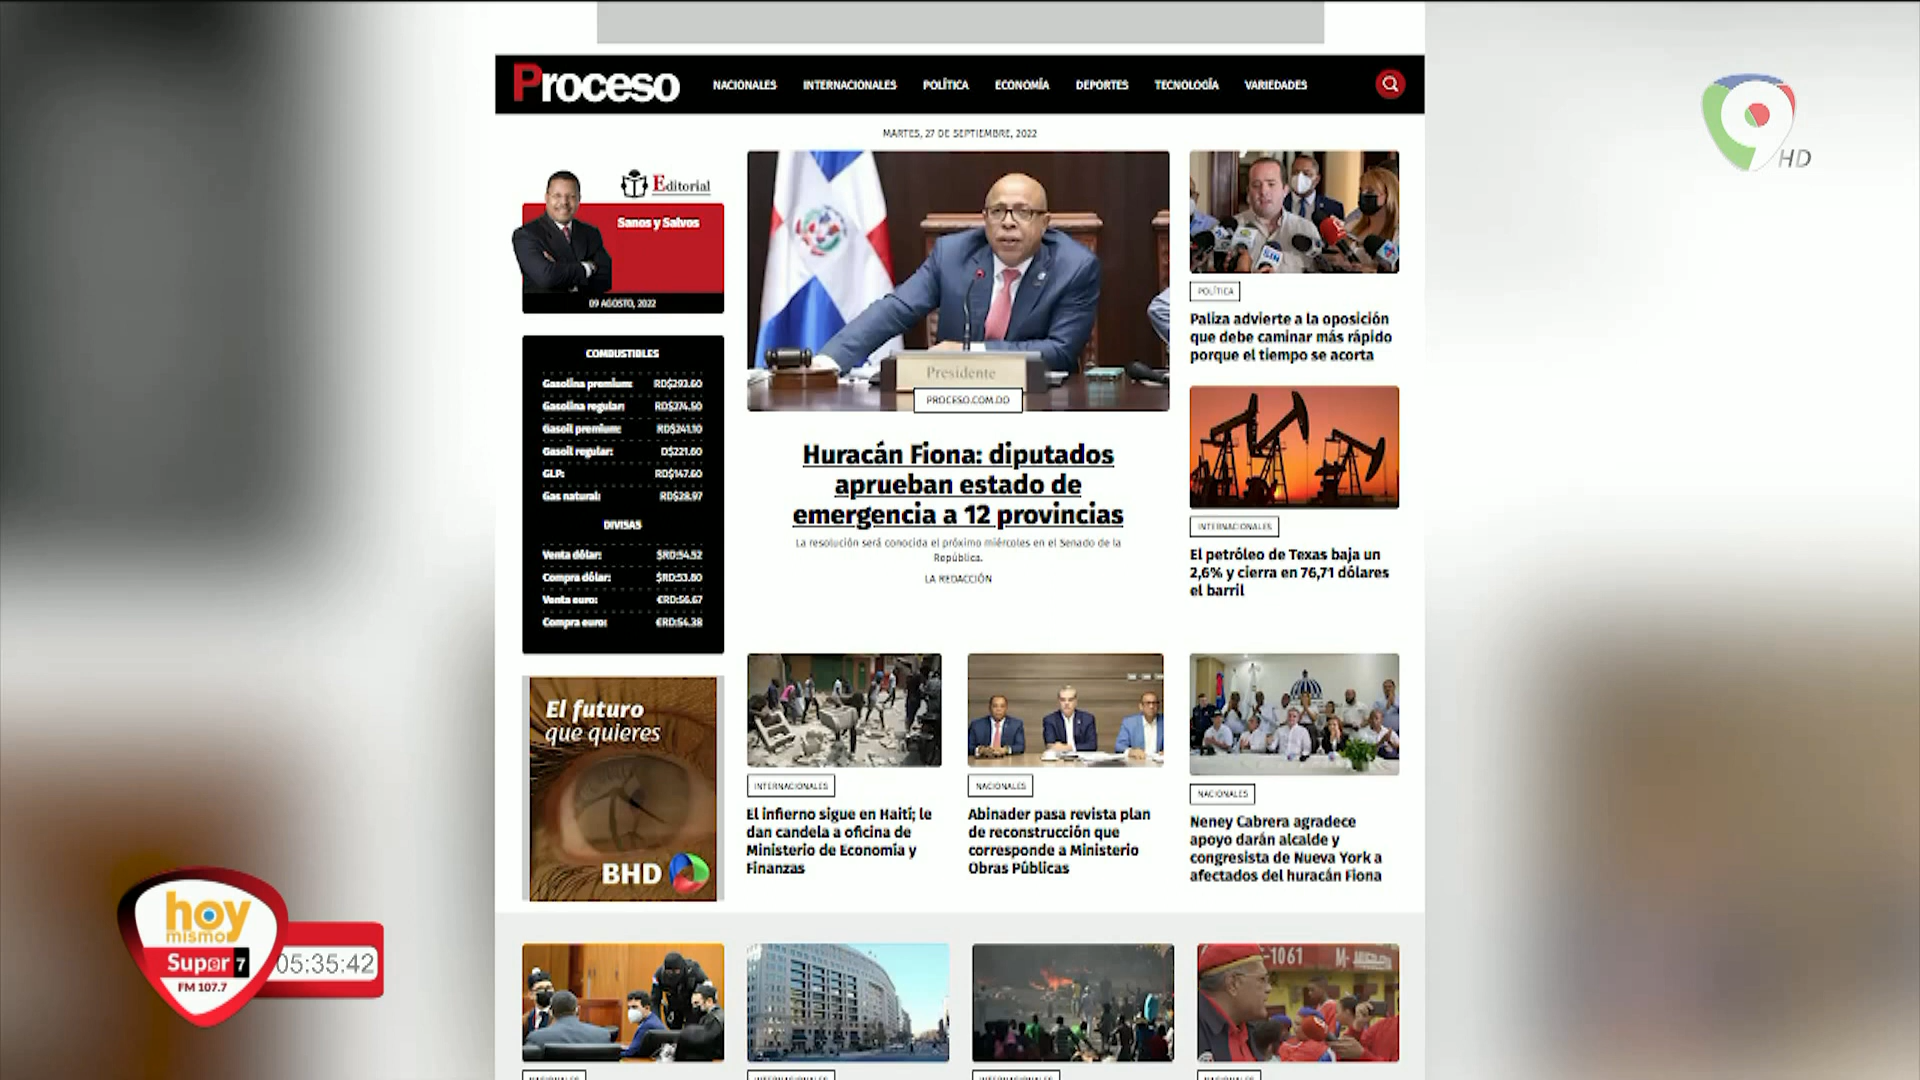 Proceso
NACIONALES INTERNACIONALES POLÍTICA ECONOMÍA DEPORTES TECNOLOGÍA VARIEDADES
MARTES, 27 DE SEPTIEMBRE, 2022
HD
Editorial
Sanos y Salvos
09 AGOSTO, 2022
COMBUSTIBLES
Gasolina premium: RD$293.60
Gasolina regular: RD$274.50
Gasoil premium: RD$241.10
Gasoil regular: D$221.60
GLP: RD$147.60
Gas natural: RD$28.97
DIVISAS
Venta dólar: $RD:54.52
Compra dólar: $RD:53.80
Venta euro: €RD:56.67
Compra euro: €RD:54.38
El futuro
que quieres
BHD
Presidente
PROCESO.COM.DO
Huracán Fiona: diputados
aprueban estado de
emergencia a 12 provincias
La resolución será conocida el próximo miércoles en el Senado de la
República.
LA REDACCIÓN
SIN
POLÍTICA
Paliza advierte a la oposición
que debe caminar más rápido
porque el tiempo se acorta
INTERNACIONALES
El petróleo de Texas baja un
2,6% y cierra en 76,71 dólares
el barril
INTERNACIONALES
El infierno sigue en Haití; le
dan candela a oficina de
Ministerio de Economía y
Finanzas
NACIONALES
Abinader pasa revista plan
de reconstrucción que
corresponde a Ministerio
Obras Públicas
NACIONALES
Neney Cabrera agradece
apoyo darán alcalde y
congresista de Nueva York a
afectados del huracán Fiona
hoy
mismo
Super 7
FM 107.7
05:35:42
-1061
NACIONALES
INTERNACIONALES
INTERNACIONALES
NACIONALES